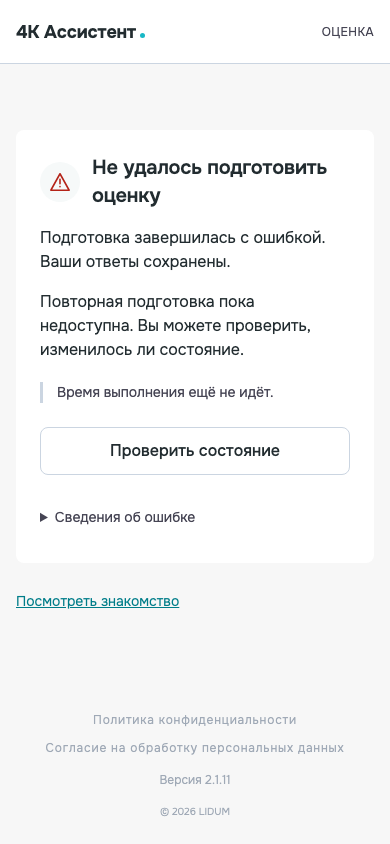 4K Ассистент
ОЦЕНКА
Не удалось подготовить
оценку
Подготовка завершилась с ошибкой.
Ваши ответы сохранены.
Повторная подготовка пока
недоступна. Вы можете проверить,
изменилось ли состояние.
Время выполнения ещё не идёт.
Проверить состояние
Сведения об ошибке
Посмотреть знакомство
Политика конфиденциальности
Согласие на обработку персональных данных
Версия 2.1.11
© 2026 LIDUM